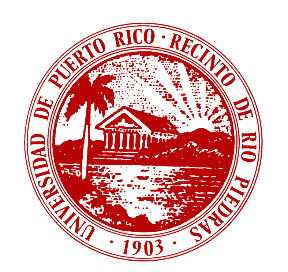 UNIVERSIDAD DE PUERTO RICO · RECINTO DE RIO PIEDRAS
· 1903 ·